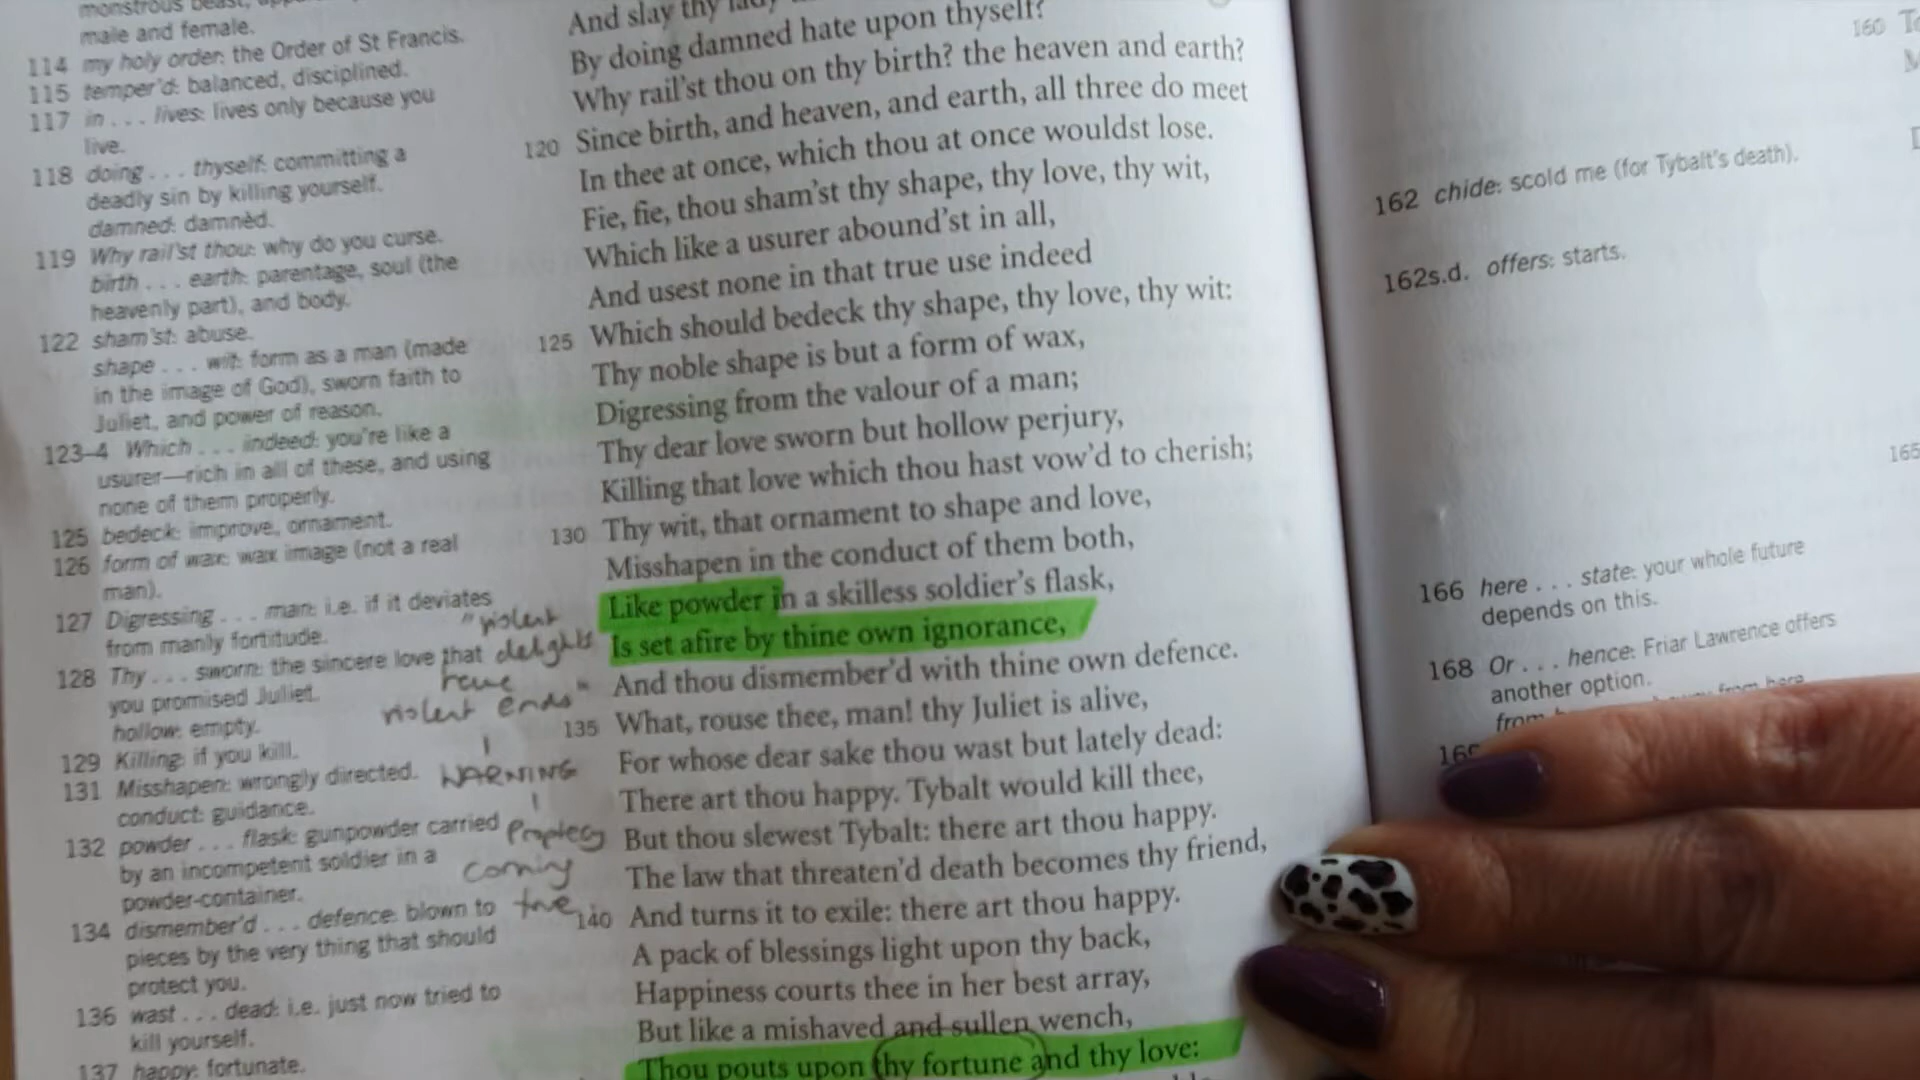 monstrous beast,
male and female.
114 my holy order: the Order of St Francis.
115 temper'd: balanced, disciplined.
117 in . . . lives: lives only because you
live.
118 doing . . . thyself: committing a
deadly sin by killing yourself.
damned: damnèd.
119 Why rail'st thou: why do you curse.
birth . . . earth: parentage, soul (the
heavenly part), and body.
122 sham'st: abuse.
shape . . . wit: form as a man (made
in the image of God), sworn faith to
Juliet, and power of reason.
123–4 Which . . . indeed: you're like a
usurer—rich in all of these, and using
none of them properly.
125 bedeck: improve, ornament.
126 form of wax: wax image (not a real
man).
127 Digressing . . . man: i.e. if it deviates
from manly fortitude.
128 Thy . . . sworn: the sincere love that
you promised Juliet.
hollow: empty.
129 Killing: if you kill.
131 Misshapen: wrongly directed.
conduct: guidance.
132 powder . . . flask: gunpowder carried
by an incompetent soldier in a
powder-container.
134 dismember'd . . . defence: blown to
pieces by the very thing that should
protect you.
136 wast . . . dead: i.e. just now tried to
kill yourself.
137 happy: fortunate.
"violent
delights
have
violent ends"
WARNING
Prophecy
coming
true
And slay thy lady
By doing damned hate upon thyself?
Why rail'st thou on thy birth? the heaven and earth?
120 Since birth, and heaven, and earth, all three do meet
In thee at once, which thou at once wouldst lose.
Fie, fie, thou sham'st thy shape, thy love, thy wit,
Which like a usurer abound'st in all,
And usest none in that true use indeed
125 Which should bedeck thy shape, thy love, thy wit:
Thy noble shape is but a form of wax,
Digressing from the valour of a man;
Thy dear love sworn but hollow perjury,
Killing that love which thou hast vow'd to cherish;
130 Thy wit, that ornament to shape and love,
Misshapen in the conduct of them both,
Like powder in a skilless soldier's flask,
Is set afire by thine own ignorance,
And thou dismember'd with thine own defence.
135 What, rouse thee, man! thy Juliet is alive,
For whose dear sake thou wast but lately dead:
There art thou happy. Tybalt would kill thee,
But thou slewest Tybalt: there art thou happy.
The law that threaten'd death becomes thy friend,
140 And turns it to exile: there art thou happy.
A pack of blessings light upon thy back,
Happiness courts thee in her best array,
But like a mishaved and sullen wench,
Thou pouts upon thy fortune and thy love:
162 chide: scold me (for Tybalt's death).
162s.d. offers: starts.
166 here . . . state: your whole future
depends on this.
168 Or . . . hence: Friar Lawrence offers
another option.
from here
160
165